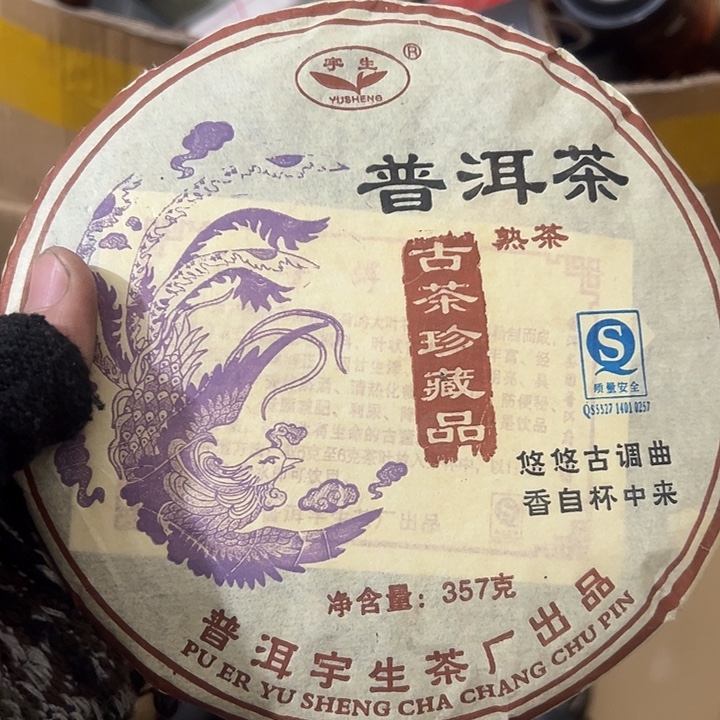 宇生
YUSHENG
®
普洱茶
熟茶
古茶珍藏品
质量安全
QS5327 1401 0257
悠悠古调曲
香自杯中来
净含量：357克
普洱宇生茶厂出品
PU ER YU SHENG CHA CHANG CHU PIN